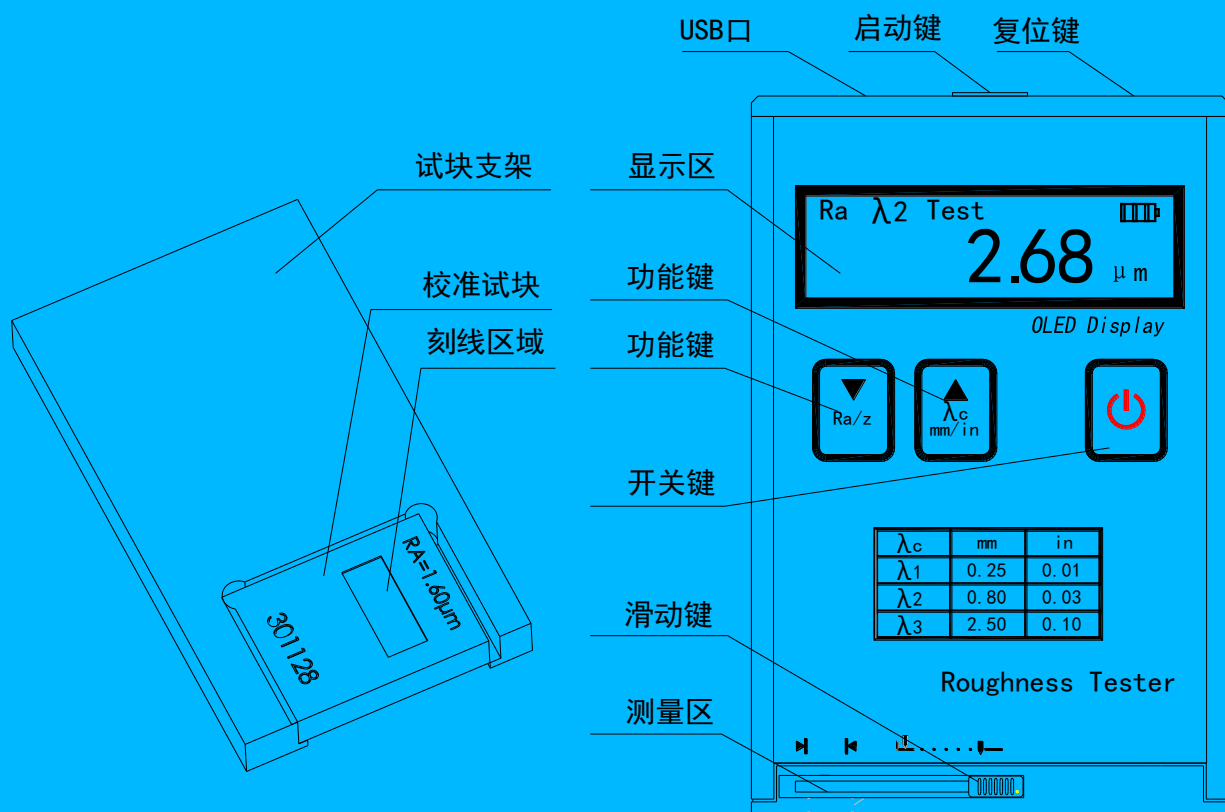 USB口
启动键
复位键
试块支架
显示区
Ra λ2 Test
2.68 μm
校准试块
功能键
OLED Display
刻线区域
功能键
Ra/z
λc
mm/in
开关键
λc mm in
λ1 0.25 0.01
λ2 0.80 0.03
λ3 2.50 0.10
RA=1.60μm
301128
滑动键
Roughness Tester
测量区